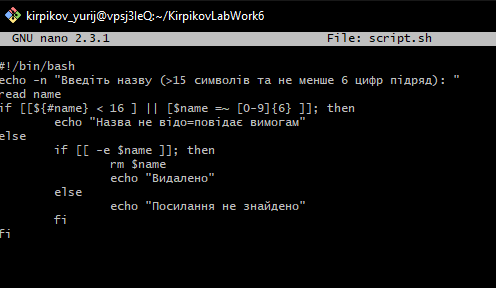 kirpikov_yurij@vpsj3leQ:~/KirpikovLabWork6
GNU nano 2.3.1 File: script.sh
#!/bin/bash
echo -n "Введіть назву (>15 символів та не менше 6 цифр підряд): "
read name
if [[${#name} < 16 ] || [$name =~ [0-9]{6} ]]; then
echo "Назва не відо=повідає вимогам"
else
if [[ -e $name ]]; then
rm $name
echo "Видалено"
else
echo "Посилання не знайдено"
fi
fi